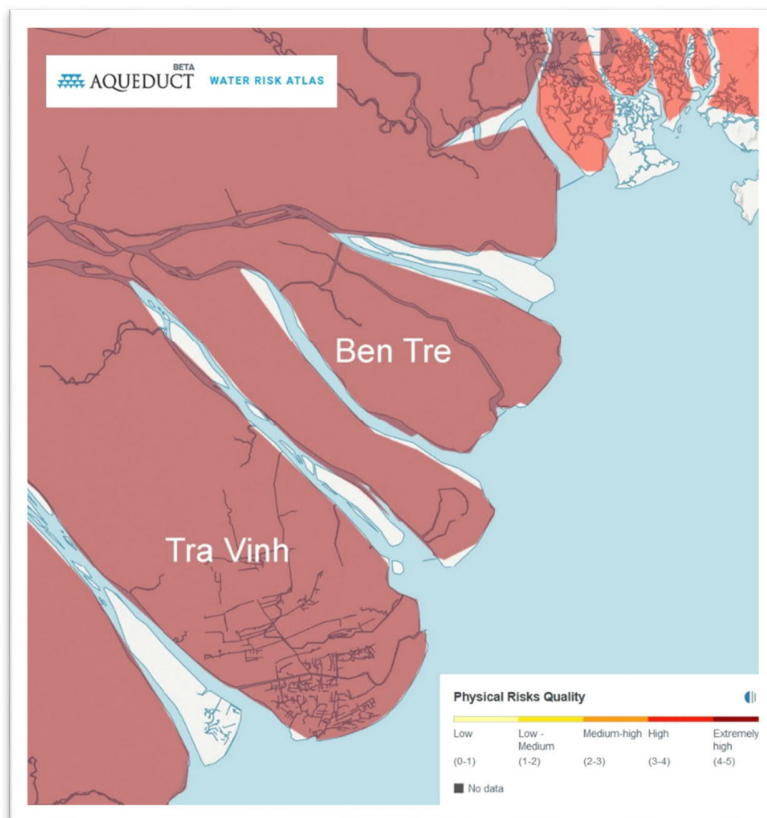 BETA
AQUEDUCT WATER RISK ATLAS
Ben Tre
Tra Vinh
Physical Risks Quality
Low Low - Medium Medium-high High Extremely high
(0-1) (1-2) (2-3) (3-4) (4-5)
No data